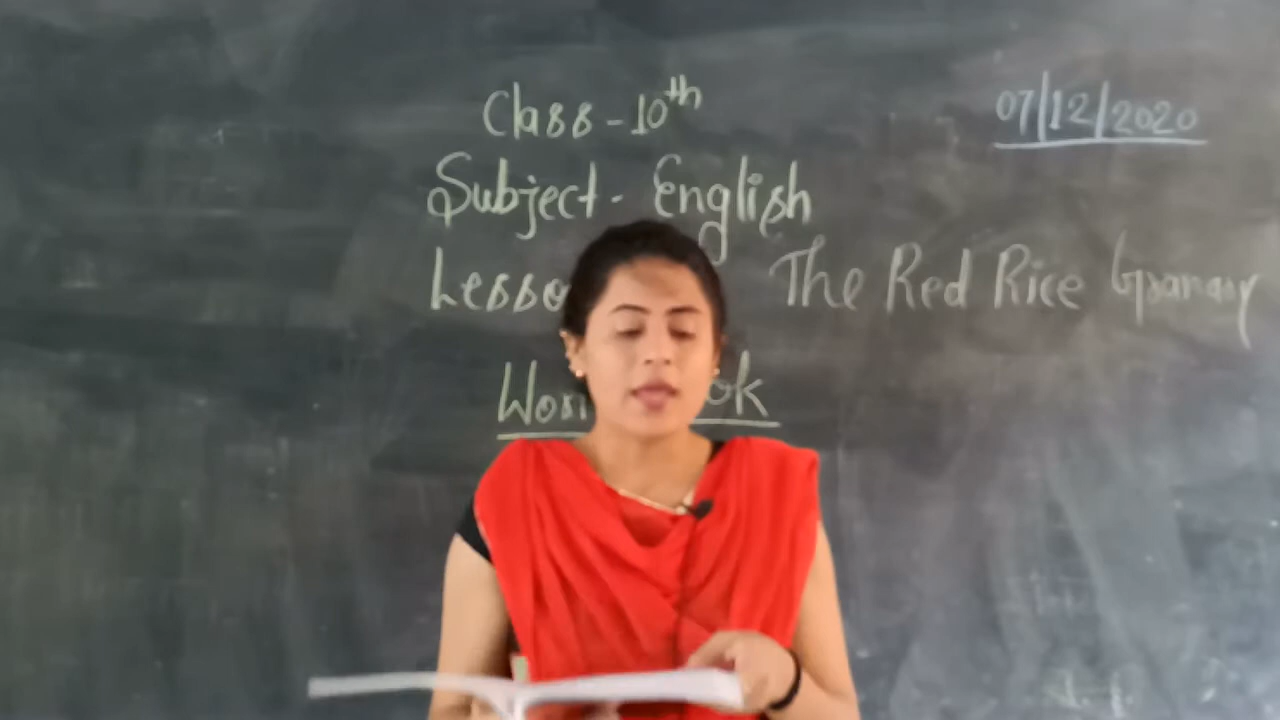 Class - 10th
07/12/2020
Subject - English
The Red Rice Granary